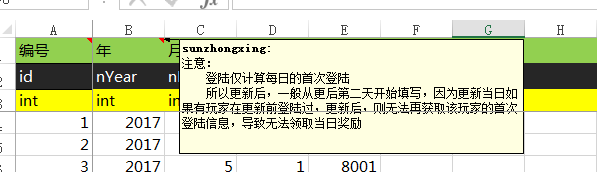 A B C D E F G H
编号 年 月
sunzhongxing:
注意:
登陆仅计算每日的首次登陆
所以更新后，一般从更后第二天开始填写，因为更新当日如
果有玩家在更新前登陆过，更新后，则无法再获取该玩家的首次
登陆信息，导致无法领取当日奖励
id nYear
int int
1 2017
2 2017
3 2017 5 1 8001